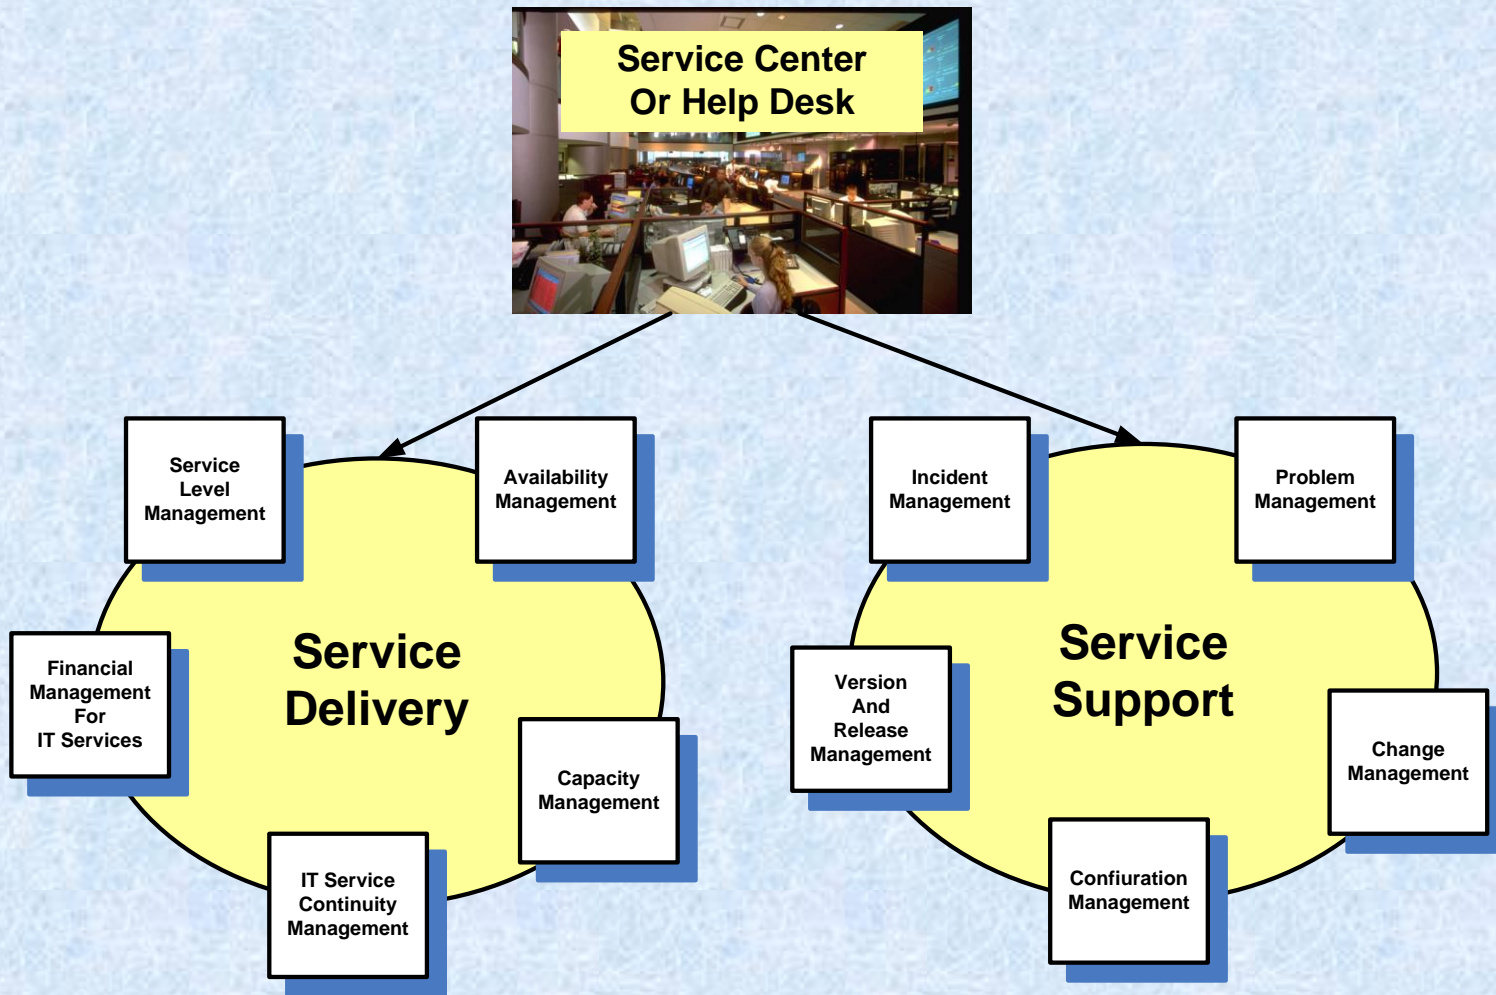 Service Center
Or Help Desk
Service
Level
Management
Availability
Management
Financial
Management
For
IT Services
Service
Delivery
Capacity
Management
IT Service
Continuity
Management
Incident
Management
Problem
Management
Version
And
Release
Management
Service
Support
Change
Management
Confiuration
Management